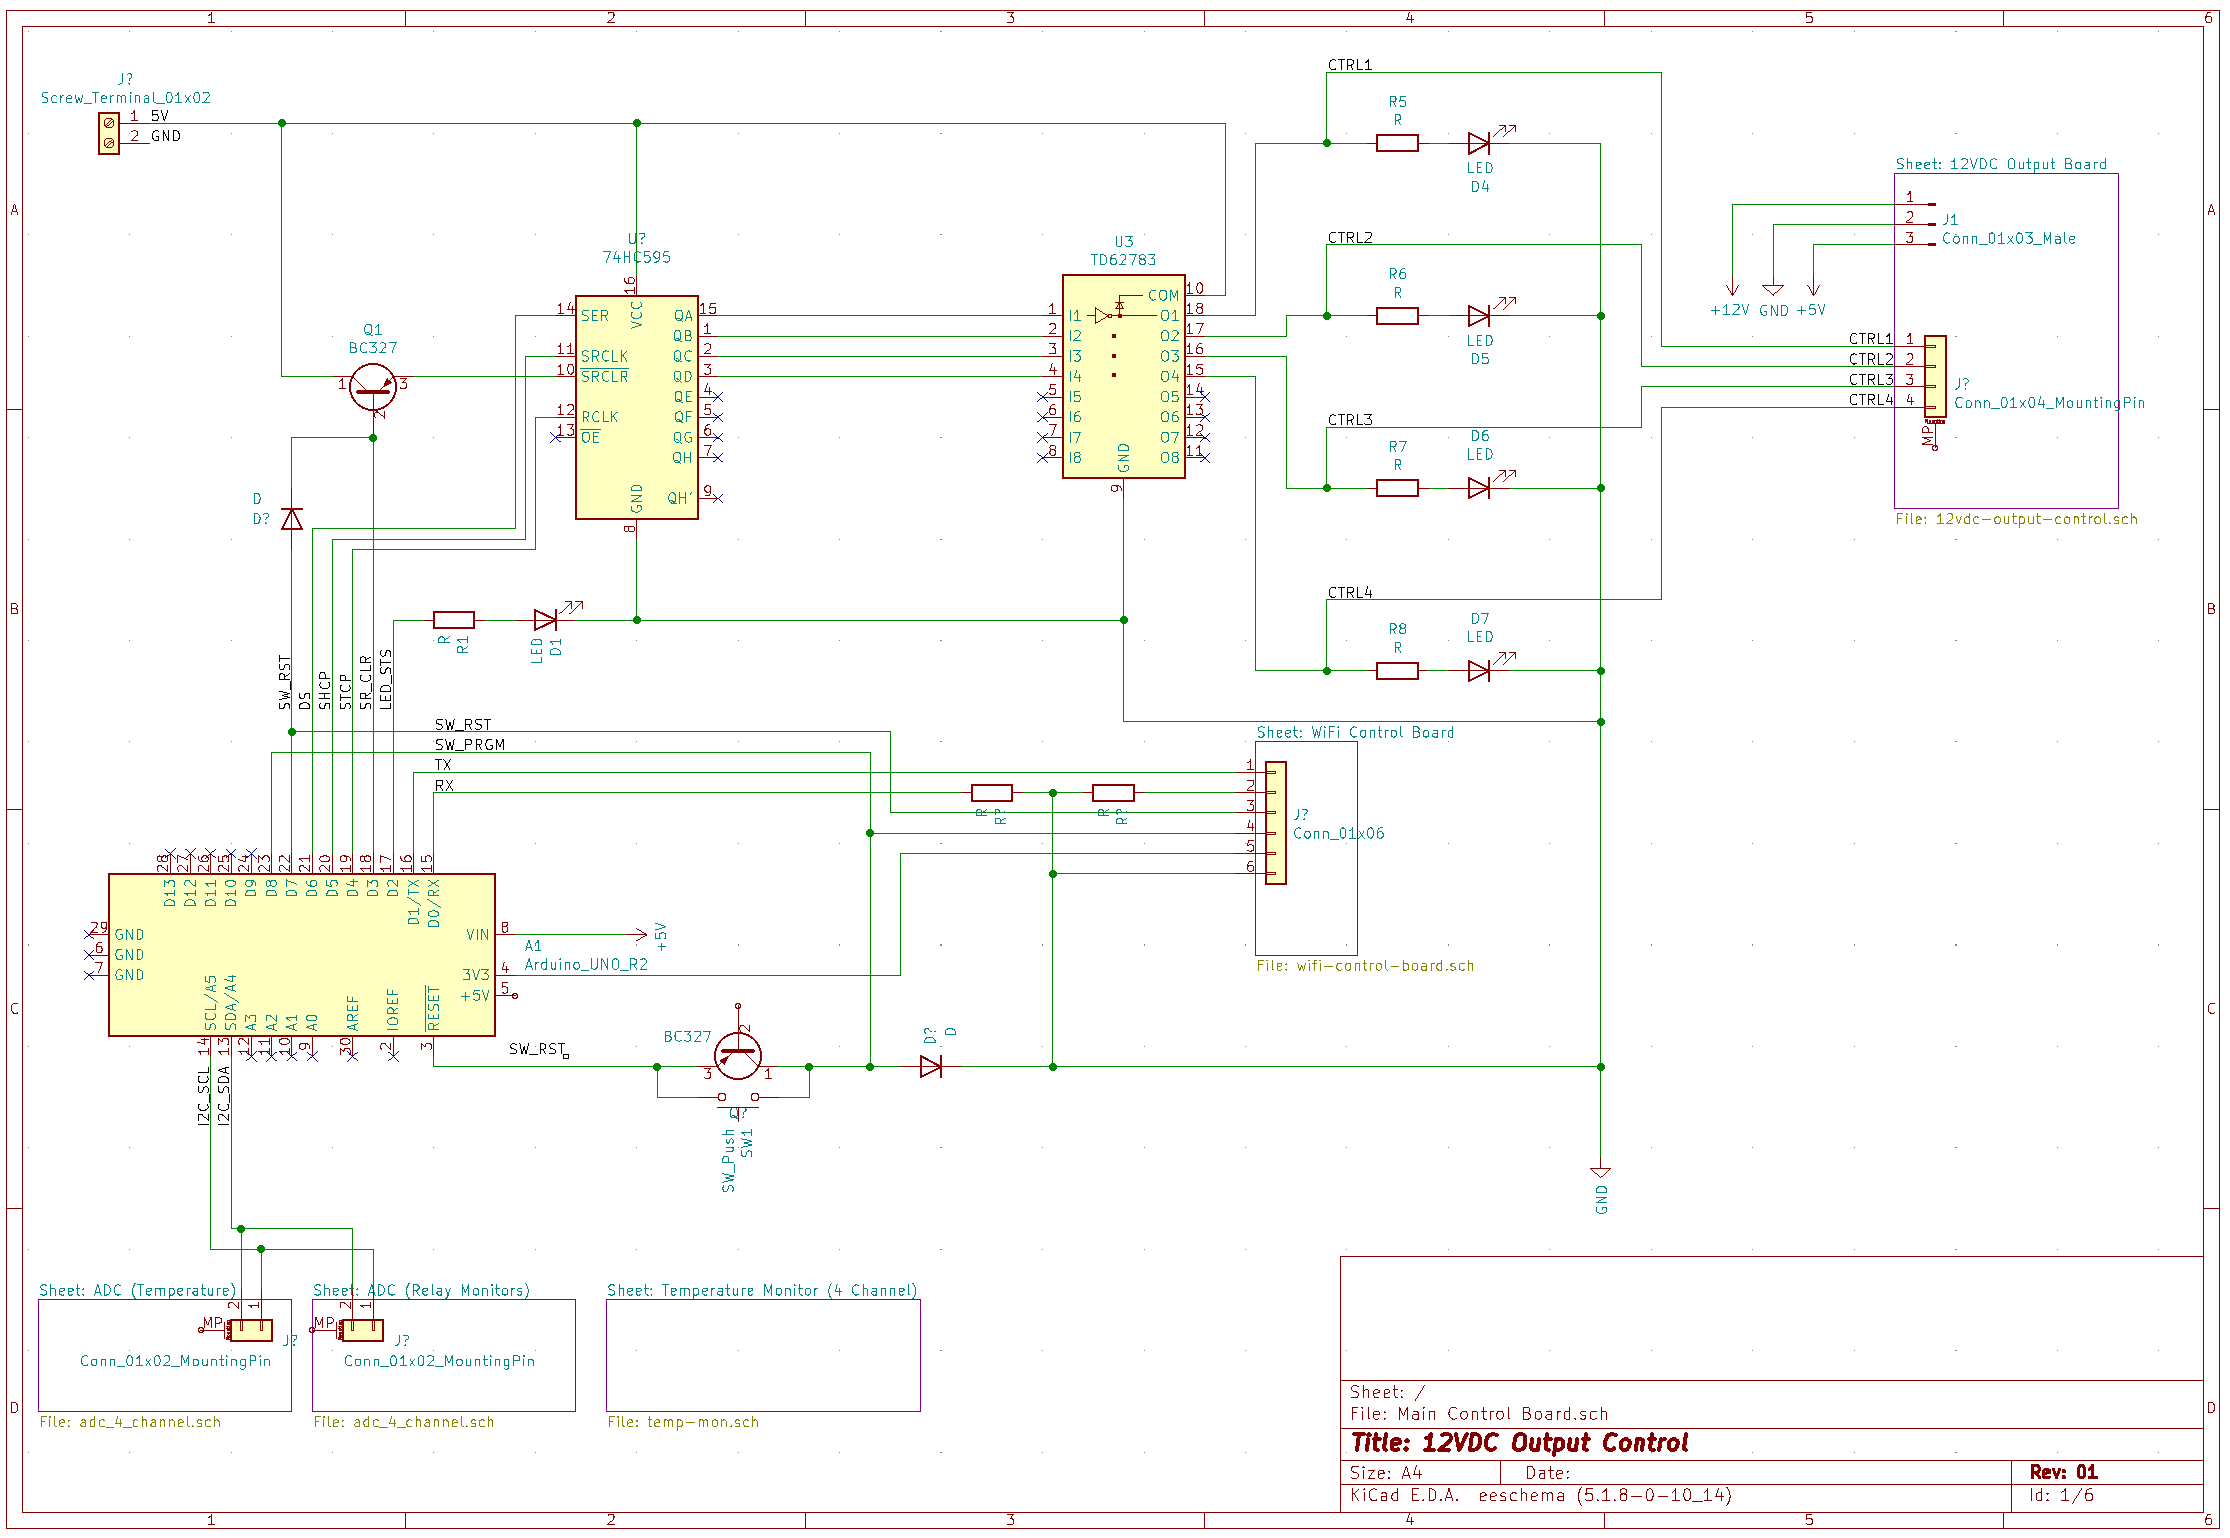 1 2 3 4 5 6
A
B
C
D
A
B
C
D
1 2 3 4 5 6
J?
Screw_Terminal_01x02
1 5V
2 GND
Q1
BC327
1 3
2
U?
74HC595
16
VCC
14 SER
11 SRCLK
10 SRCLR
12 RCLK
13 OE
QA 15
QB 1
QC 2
QD 3
QE 4
QF 5
QG 6
QH 7
QH' 9
GND
8
U3
TD62783
1 I1
2 I2
3 I3
4 I4
5 I5
6 I6
7 I7
8 I8
COM 10
O1 18
O2 17
O3 16
O4 15
O5 14
O6 13
O7 12
O8 11
GND
9
CTRL1
R5
R
LED
D4
CTRL2
R6
R
LED
D5
CTRL3
R7
R
D6
LED
CTRL4
R8
R
D7
LED
Sheet: 12VDC Output Board
1
2
3
J1
Conn_01x03_Male
+12V GND +5V
CTRL1 1
CTRL2 2
CTRL3 3
CTRL4 4
J?
Conn_01x04_MountingPin
MP
File: 12vdc-output-control.sch
D
D?
R
R1
LED
D1
SW_RST
DS
SHCP
STCP
SR_CLR
LED_STS
SW_RST
SW_PRGM
TX
RX
R
R?
R
R?
Sheet: WiFi Control Board
1
2
3
4
5
6
J?
Conn_01x06
File: wifi-control-board.sch
28 27 26 25 24 23 22 21 20 19 18 17 16 15
D13 D12 D11 D10 D9 D8 D7 D6 D5 D4 D3 D2 D1/TX D0/RX
29 GND
6 GND
7 GND
VIN 8
3V3 4
+5V 5
+5V
A1
Arduino_UNO_R2
SCL/A5 SDA/A4 A3 A2 A1 A0 AREF IOREF RESET
14 13 12 11 10 9 30 2 3
I2C_SCL
I2C_SDA
SW_RST
BC327
2
3 1
Q?
SW_Push
SW1
D?
D
GND
Sheet: ADC (Temperature)
2 1
MP
J?
Conn_01x02_MountingPin
File: adc_4_channel.sch
Sheet: ADC (Relay Monitors)
2 1
MP
J?
Conn_01x02_MountingPin
File: adc_4_channel.sch
Sheet: Temperature Monitor (4 Channel)
File: temp-mon.sch
Sheet: /
File: Main Control Board.sch
Title: 12VDC Output Control
Size: A4 Date: Rev: 01
KiCad E.D.A. eeschema (5.1.8-0-10_14) Id: 1/6